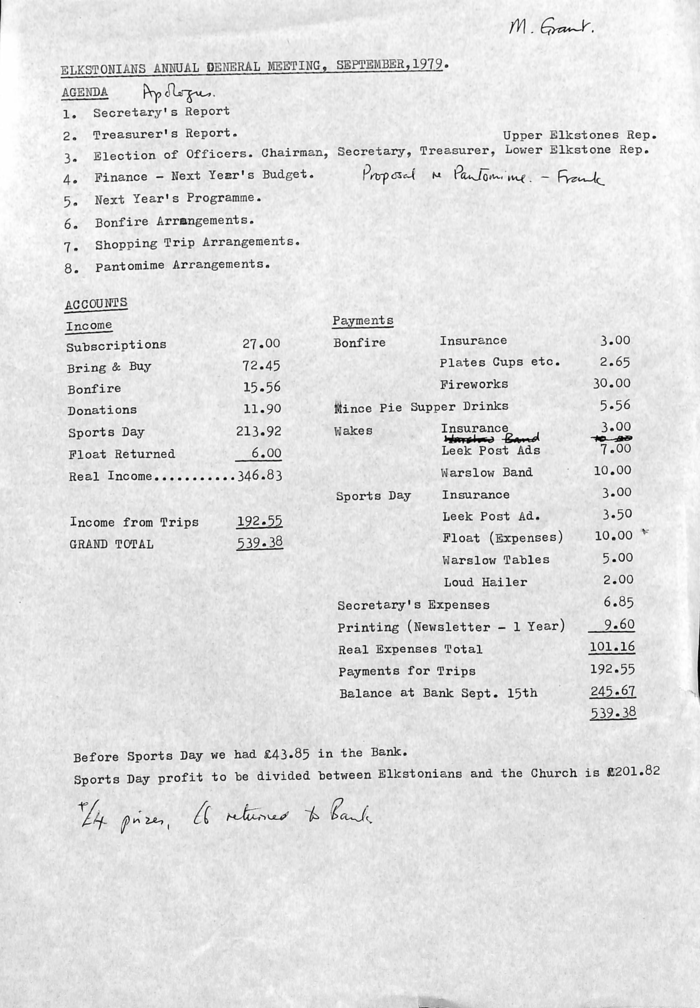 M. Grant.
ELKSTONIANS ANNUAL GENERAL MEETING, SEPTEMBER,1979.
AGENDA Apologies.
1. Secretary's Report
2. Treasurer's Report. Upper Elkstones Rep.
3. Election of Officers. Chairman, Secretary, Treasurer, Lower Elkstone Rep.
4. Finance - Next Year's Budget. Proposal re Pantomime. - Frank
5. Next Year's Programme.
6. Bonfire Arrangements.
7. Shopping Trip Arrangements.
8. Pantomime Arrangements.
ACCOUNTS
Income
Subscriptions 27.00
Bring & Buy 72.45
Bonfire 15.56
Donations 11.90
Sports Day 213.92
Float Returned 6.00
Real Income...........346.83
Income from Trips 192.55
GRAND TOTAL 539.38
Payments
Bonfire Insurance 3.00
Plates Cups etc. 2.65
Fireworks 30.00
Mince Pie Supper Drinks 5.56
Wakes Insurance 3.00
Warslow Band 10.00
Leek Post Ads 7.00
Warslow Band 10.00
Sports Day Insurance 3.00
Leek Post Ad. 3.50
Float (Expenses) 10.00 *
Warslow Tables 5.00
Loud Hailer 2.00
Secretary's Expenses 6.85
Printing (Newsletter - 1 Year) 9.60
Real Expenses Total 101.16
Payments for Trips 192.55
Balance at Bank Sept. 15th 245.67
539.38
Before Sports Day we had £43.85 in the Bank.
Sports Day profit to be divided between Elkstonians and the Church is £201.82
* £4 prizes, £6 returned to Bank